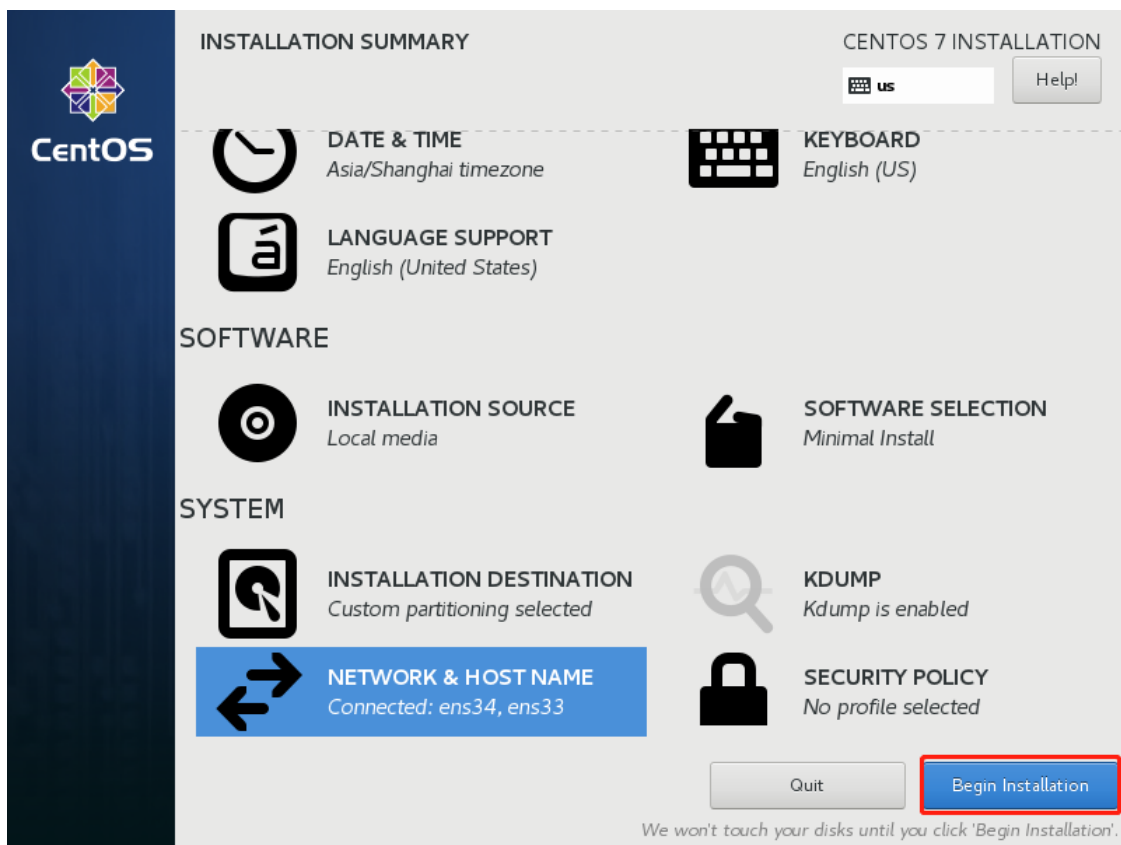 INSTALLATION SUMMARY
CENTOS 7 INSTALLATION
us
Help!
CentOS
DATE & TIME
Asia/Shanghai timezone
KEYBOARD
English (US)
á
LANGUAGE SUPPORT
English (United States)
SOFTWARE
INSTALLATION SOURCE
Local media
SOFTWARE SELECTION
Minimal Install
SYSTEM
INSTALLATION DESTINATION
Custom partitioning selected
KDUMP
Kdump is enabled
NETWORK & HOST NAME
Connected: ens34, ens33
SECURITY POLICY
No profile selected
Quit
Begin Installation
We won't touch your disks until you click 'Begin Installation'.